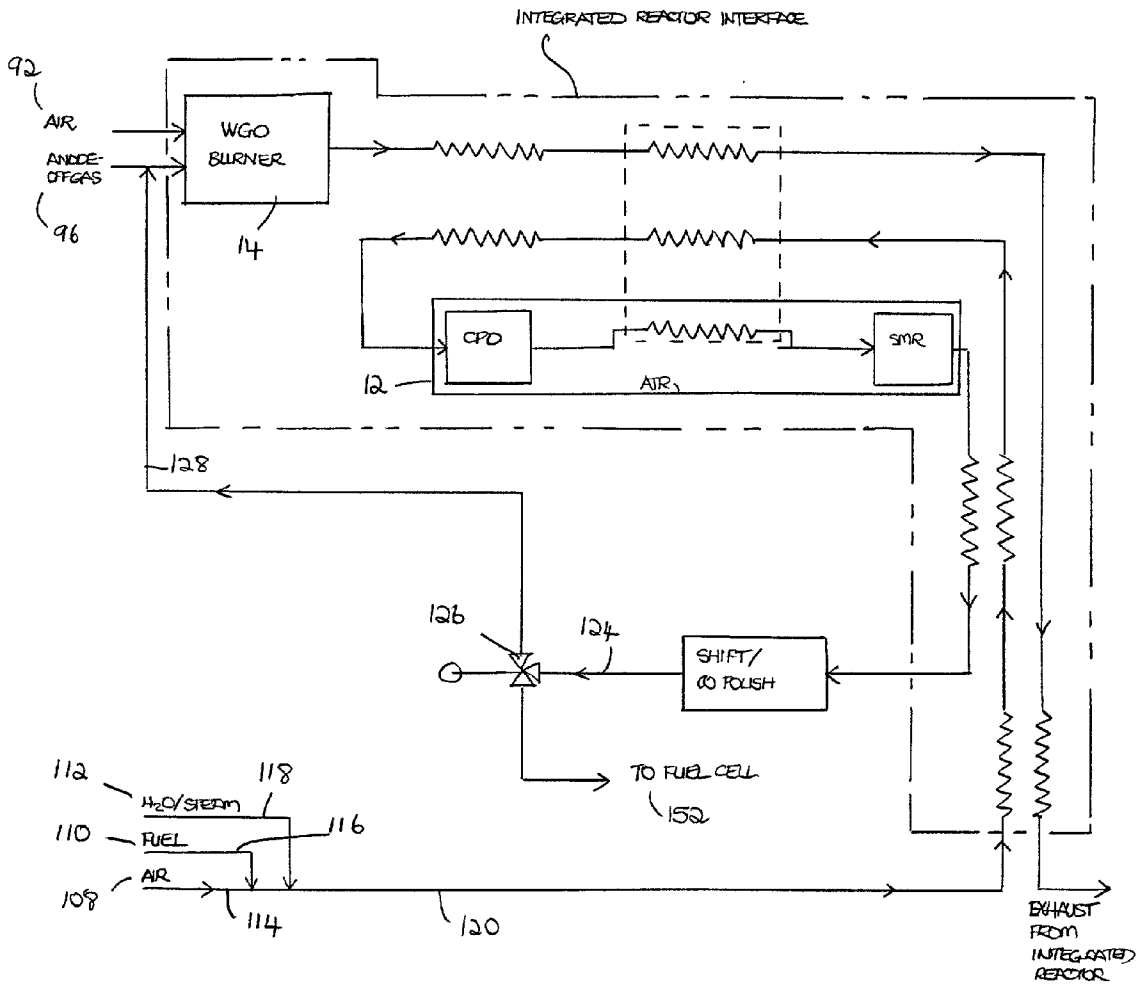 INTEGRATED REACTOR INTERFACE
92
AIR
ANODE-
OFFGAS
96
WGO
BURNER
14
CPO
SMR
12
ATR
128
126
124
SHIFT/
CO POLISH
TO FUEL CELL
152
112
H2O/STEAM
118
110
FUEL
116
108
AIR
114
120
EXHAUST
FROM
INTEGRATED
REACTOR